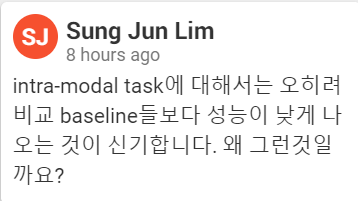 SJ
Sung Jun Lim
8 hours ago
intra-modal task에 대해서는 오히려
비교 baseline들보다 성능이 낮게 나
오는 것이 신기합니다. 왜 그런것일
까요?